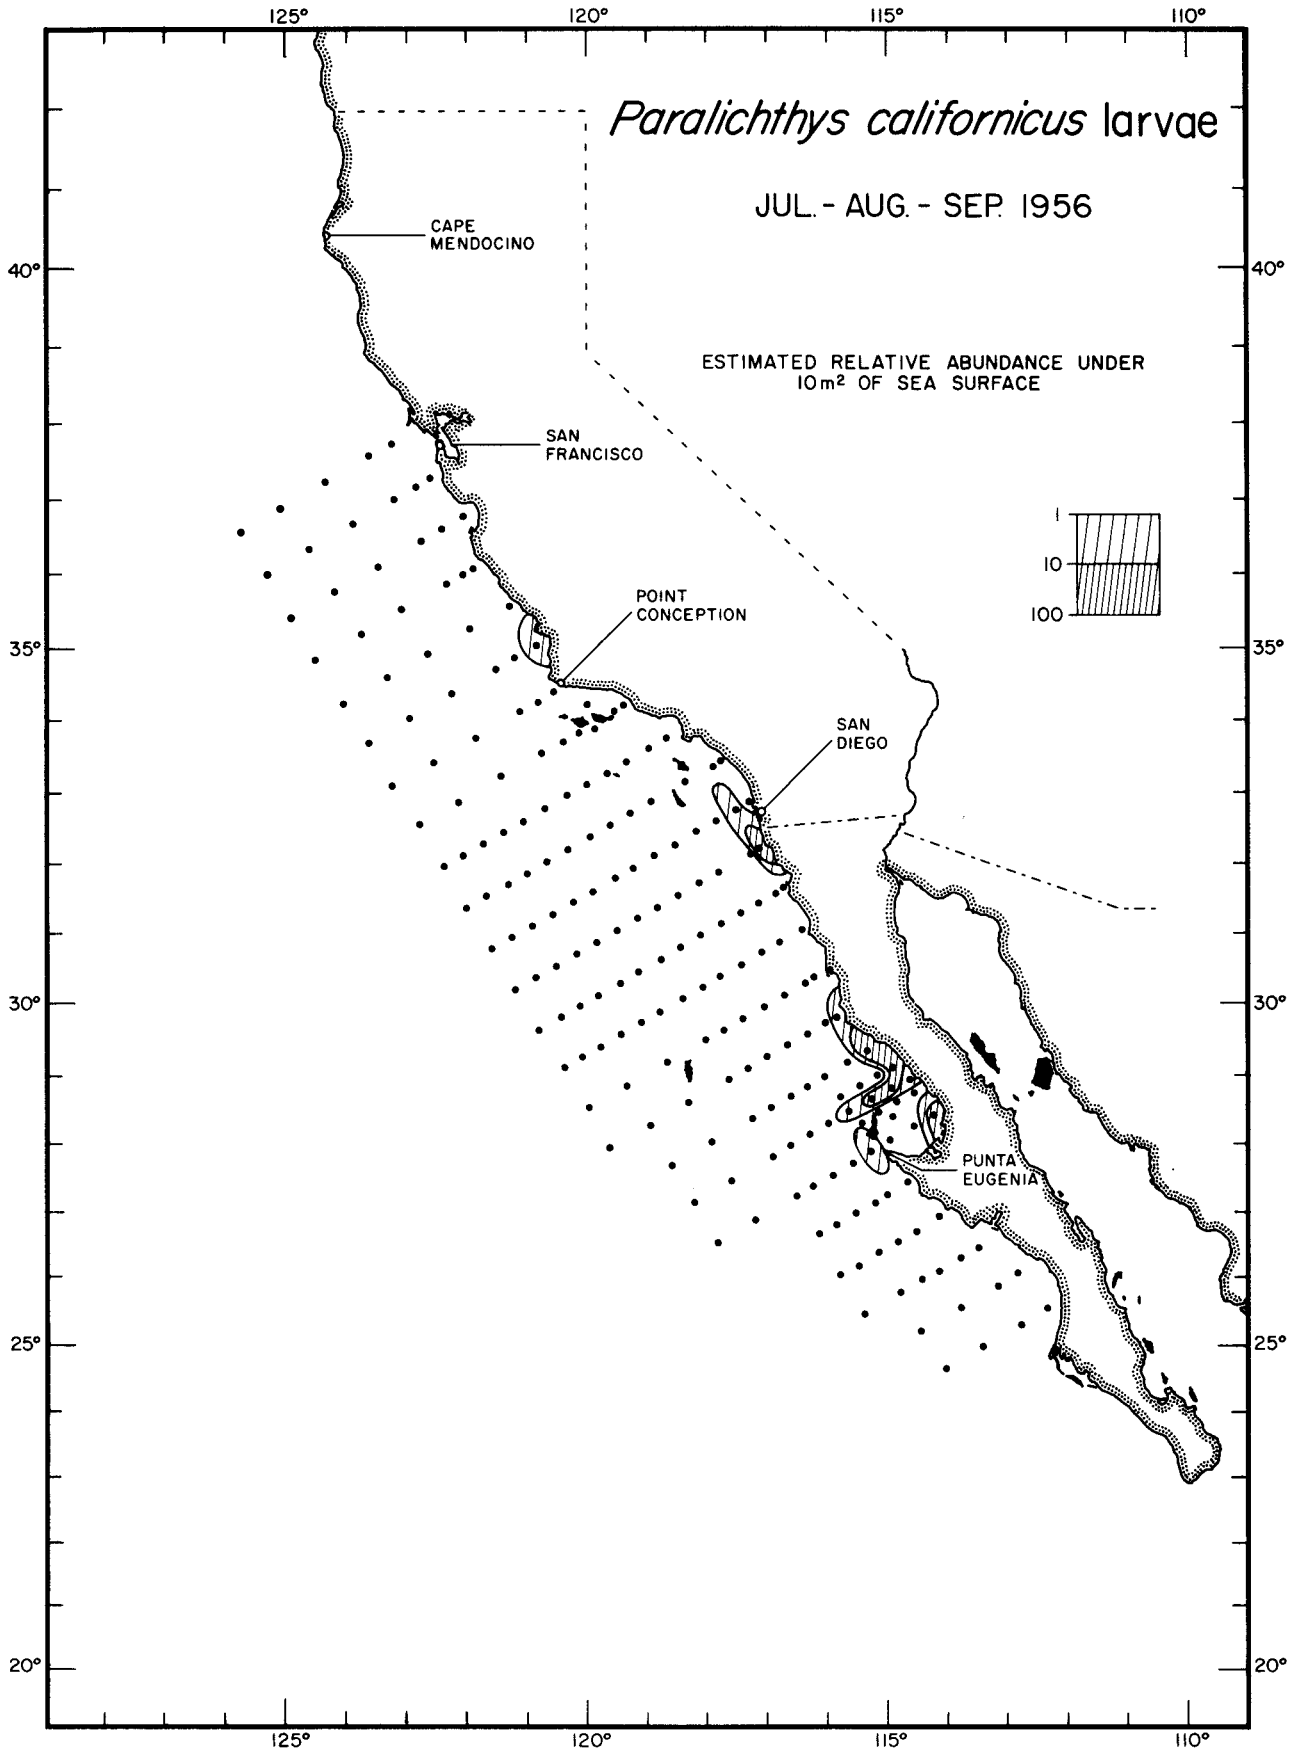 125° 120° 115° 110°
Paralichthys californicus larvae
JUL. - AUG. - SEP. 1956
CAPE
MENDOCINO
40° 40°
ESTIMATED RELATIVE ABUNDANCE UNDER
10m² OF SEA SURFACE
SAN
FRANCISCO
1
10
100
POINT
CONCEPTION
35° 35°
SAN
DIEGO
30° 30°
PUNTA
EUGENIA
25° 25°
20° 20°
125° 120° 115° 110°